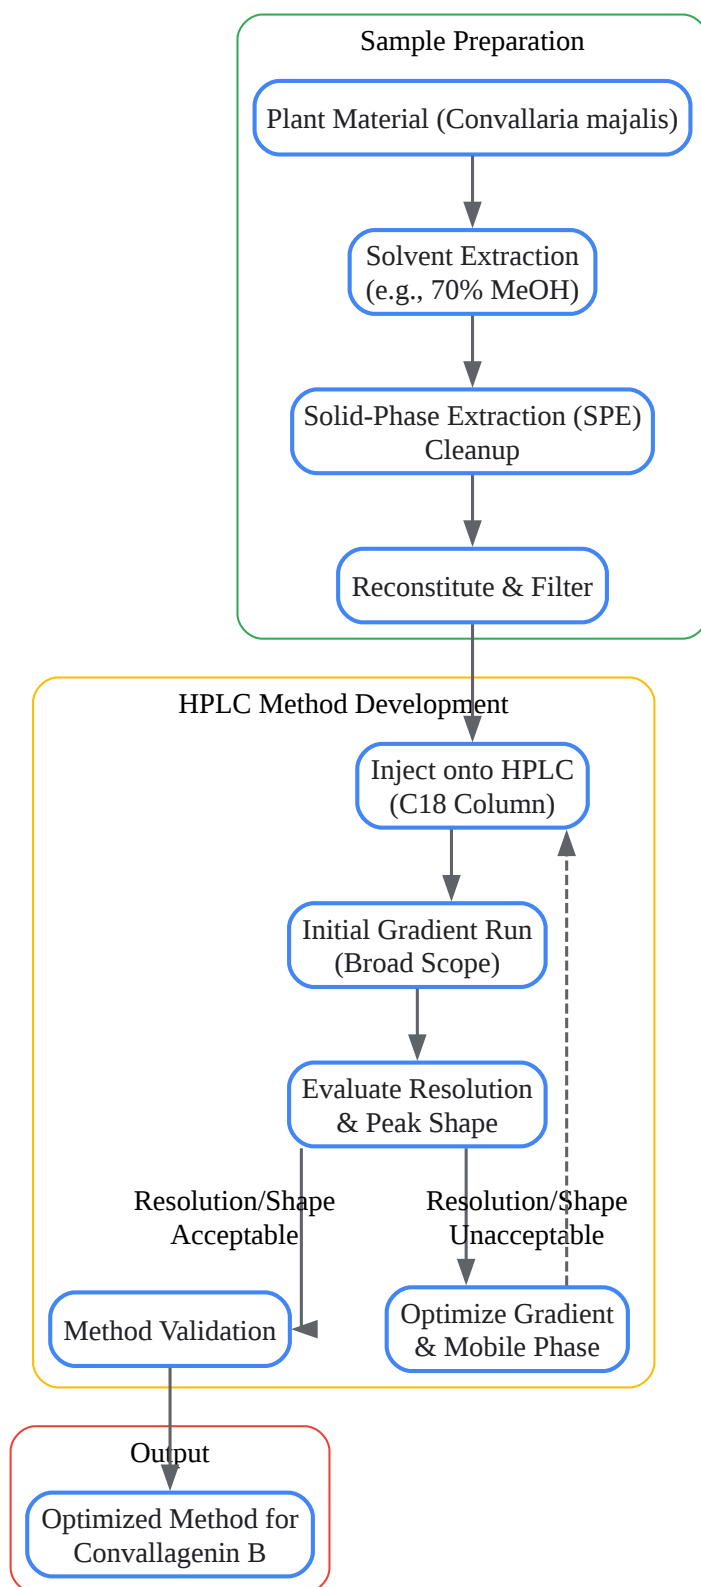 Sample Preparation
Plant Material (Convallaria majalis)
Solvent Extraction
(e.g., 70% MeOH)
Solid-Phase Extraction (SPE)
Cleanup
Reconstitute & Filter
HPLC Method Development
Inject onto HPLC
(C18 Column)
Initial Gradient Run
(Broad Scope)
Evaluate Resolution
& Peak Shape
Resolution/Shape
Acceptable
Resolution/Shape
Unacceptable
Method Validation
Optimize Gradient
& Mobile Phase
Output
Optimized Method for
Convallagenin B